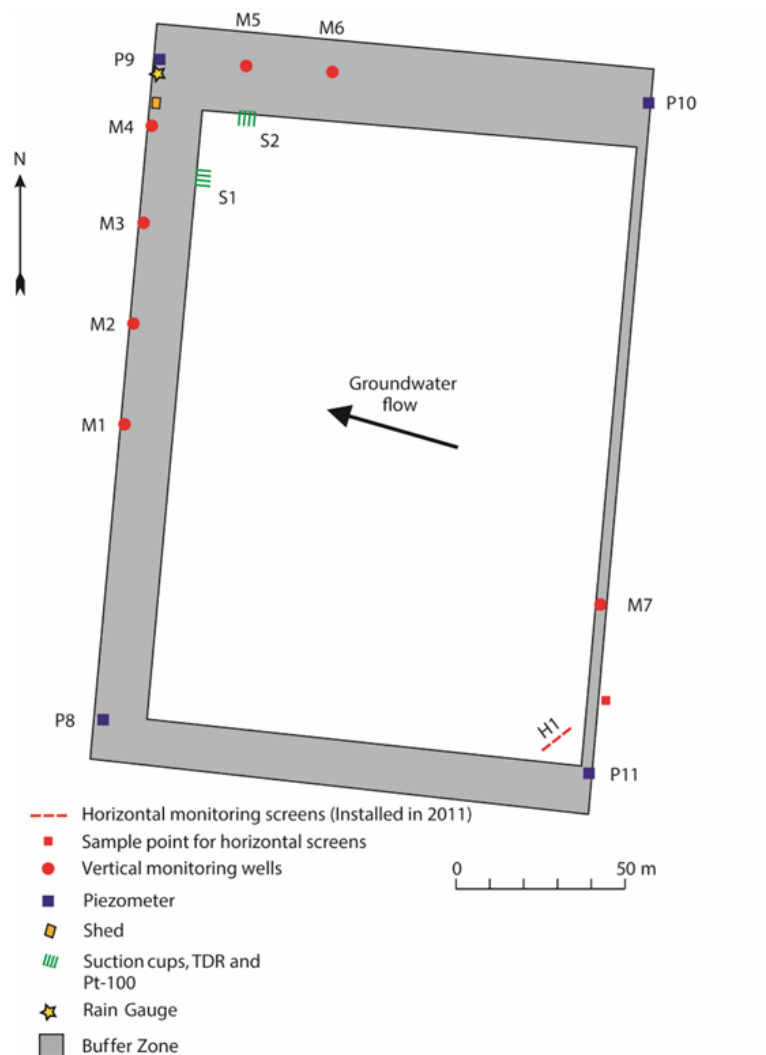 M5
M6
P9
P10
M4
S2
N
S1
M3
M2
Groundwater
flow
M1
M7
H1
P8
P11
Horizontal monitoring screens (Installed in 2011)
Sample point for horizontal screens
0 50 m
Vertical monitoring wells
Piezometer
Shed
Suction cups, TDR and
Pt-100
Rain Gauge
Buffer Zone